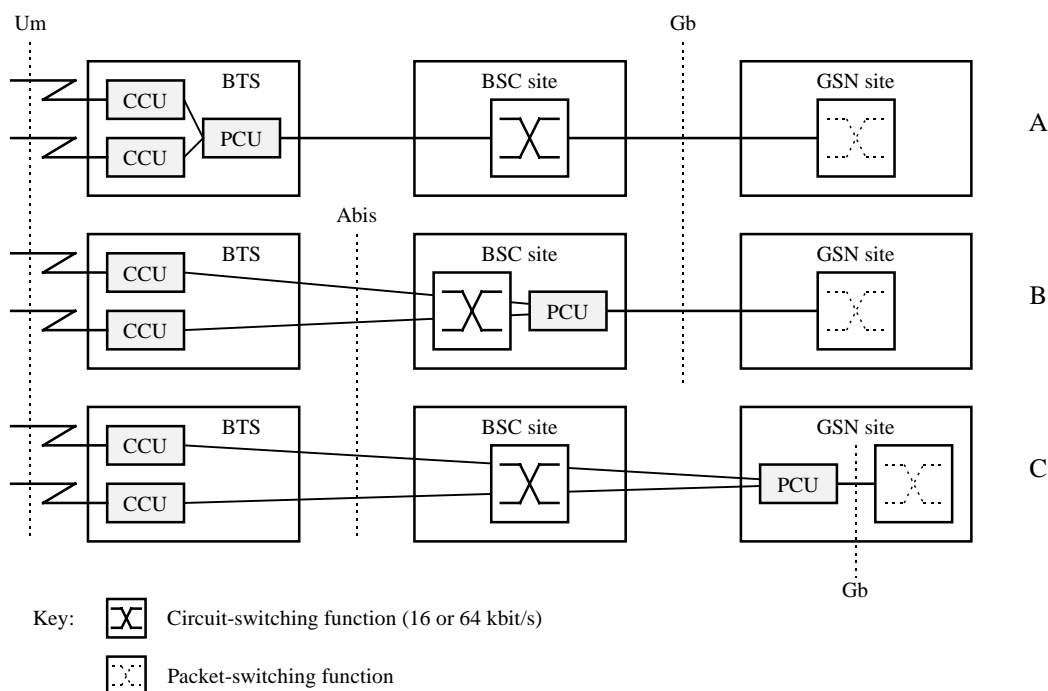 Um
Gb
BTS
BSC site
GSN site
CCU
CCU
PCU
A
Abis
BTS
BSC site
GSN site
CCU
CCU
PCU
B
BTS
BSC site
GSN site
CCU
CCU
PCU
C
Gb
Key:
Circuit-switching function (16 or 64 kbit/s)
Packet-switching function